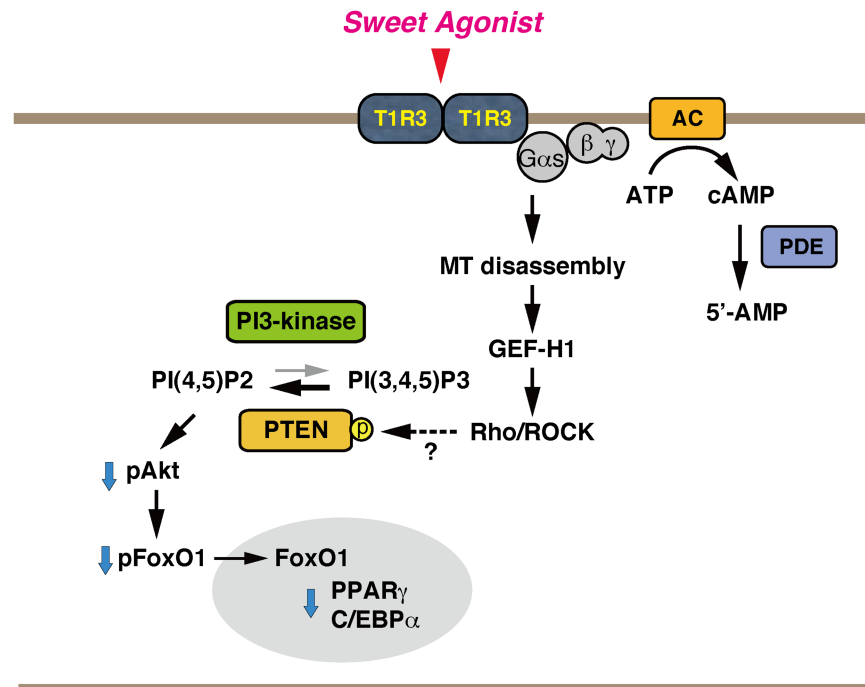 Sweet Agonist
T1R3 T1R3
AC
Gαs β γ
ATP cAMP
PDE
MT disassembly
5’-AMP
PI3-kinase
GEF-H1
PI(4,5)P2 PI(3,4,5)P3
PTEN p
Rho/ROCK
?
pAkt
pFoxO1 FoxO1
PPARγ
C/EBPα